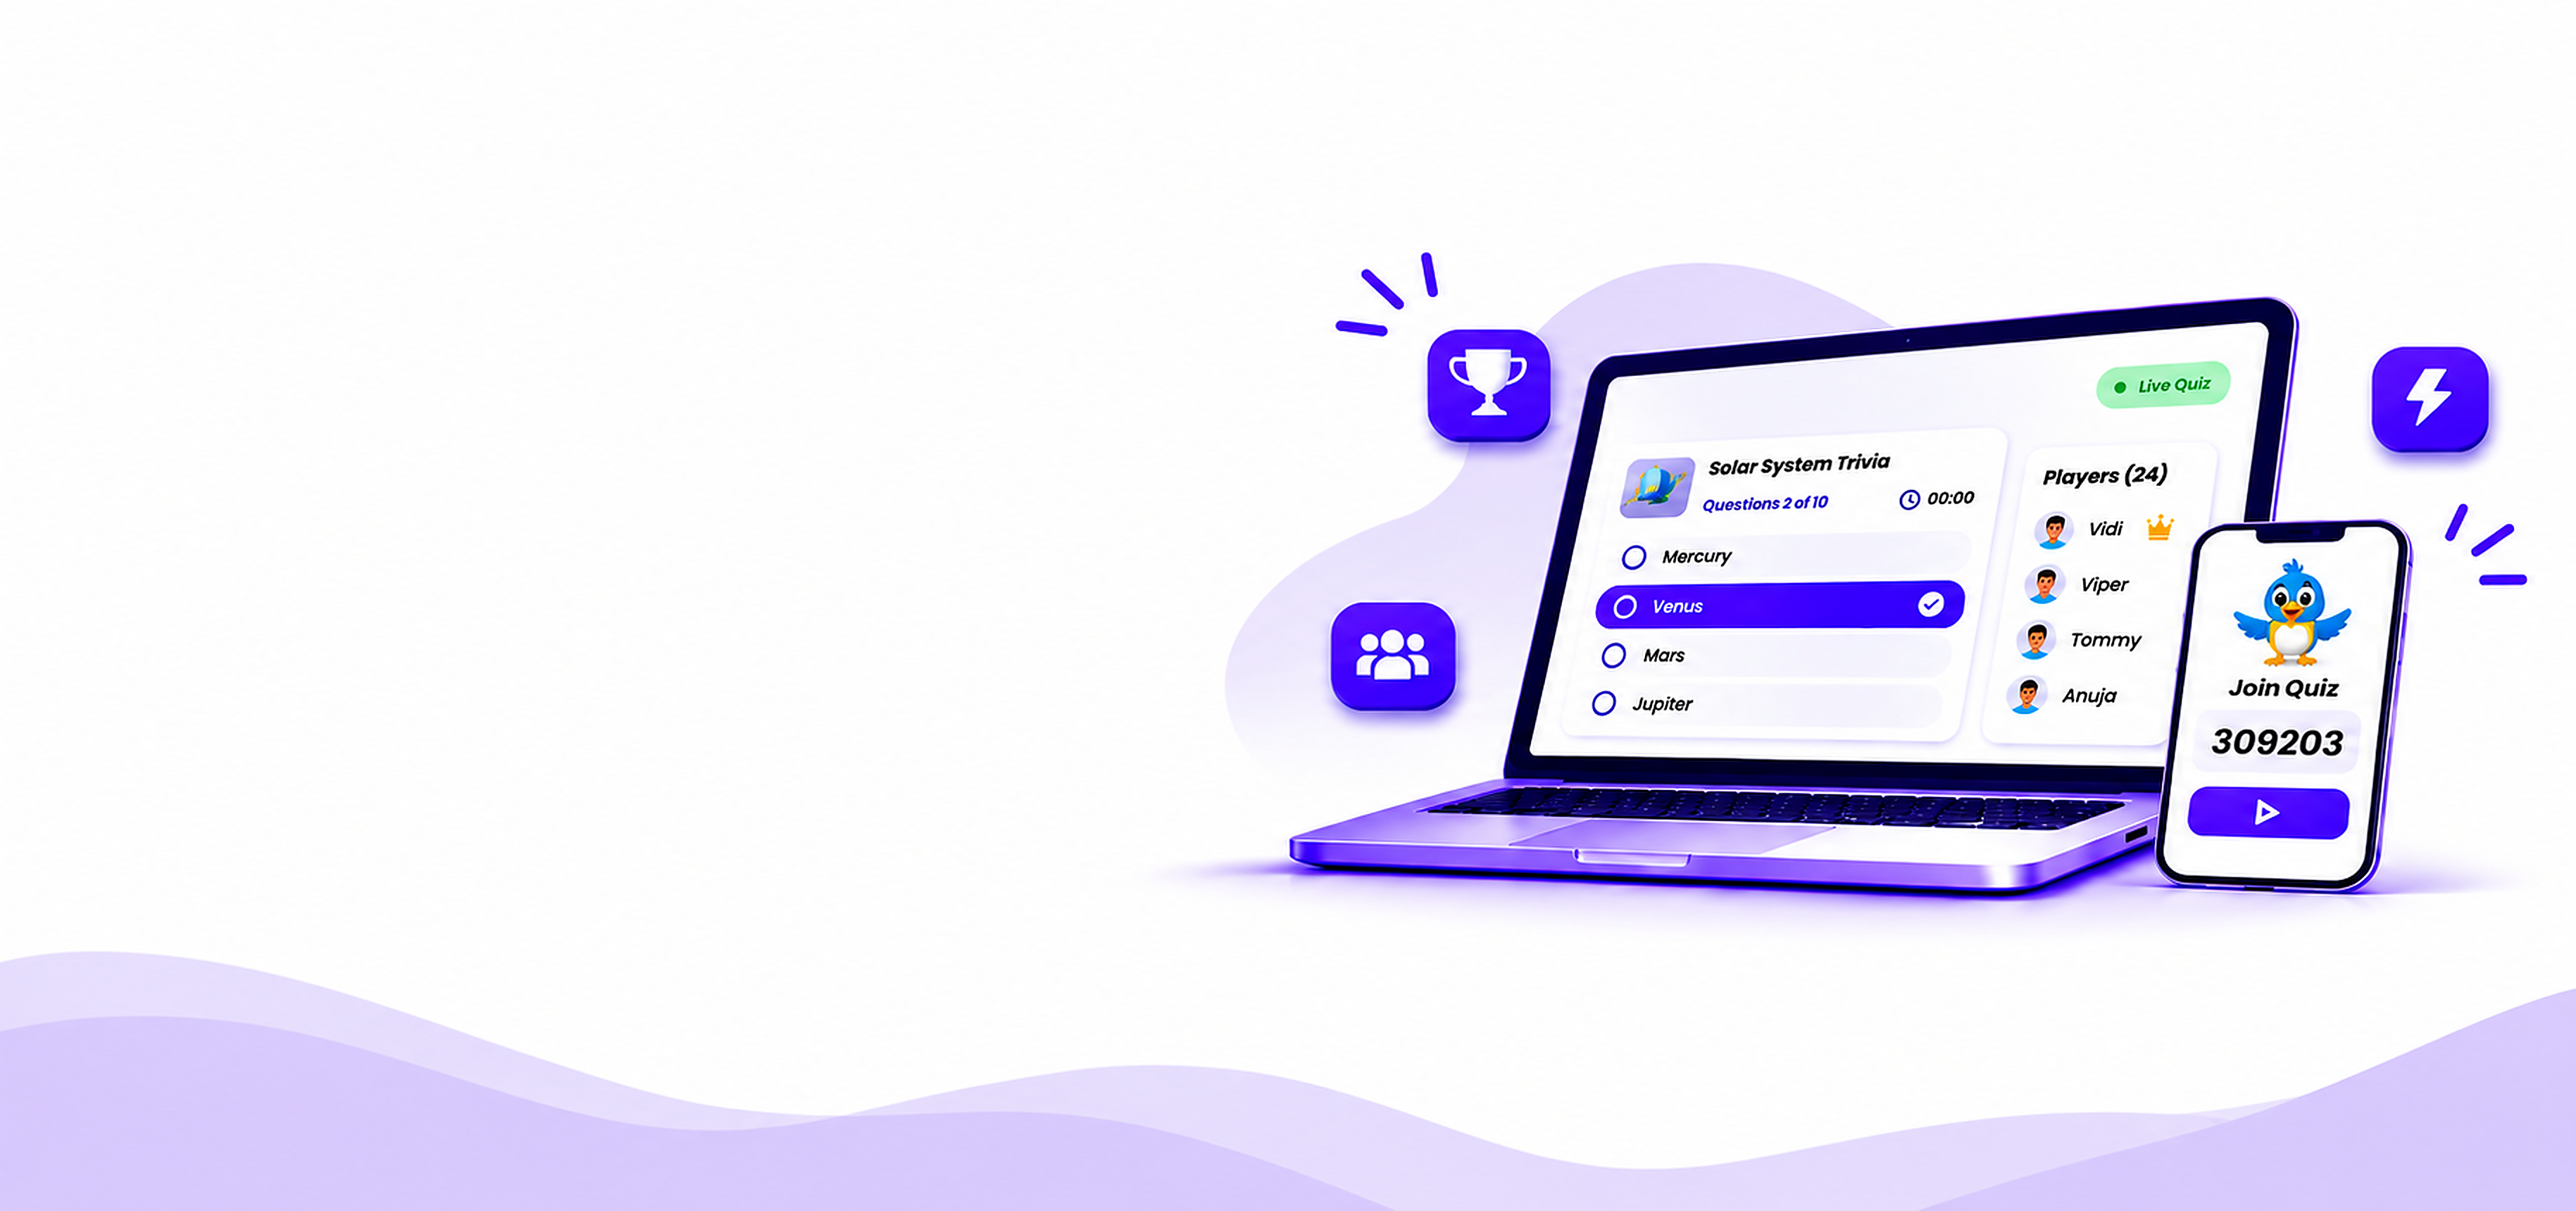 Live Quiz
Solar System Trivia
Questions 2 of 10
00:00
Mercury
Venus
Mars
Jupiter
Players (24)
Vidi
Viper
Tommy
Anuja
Join Quiz
309203